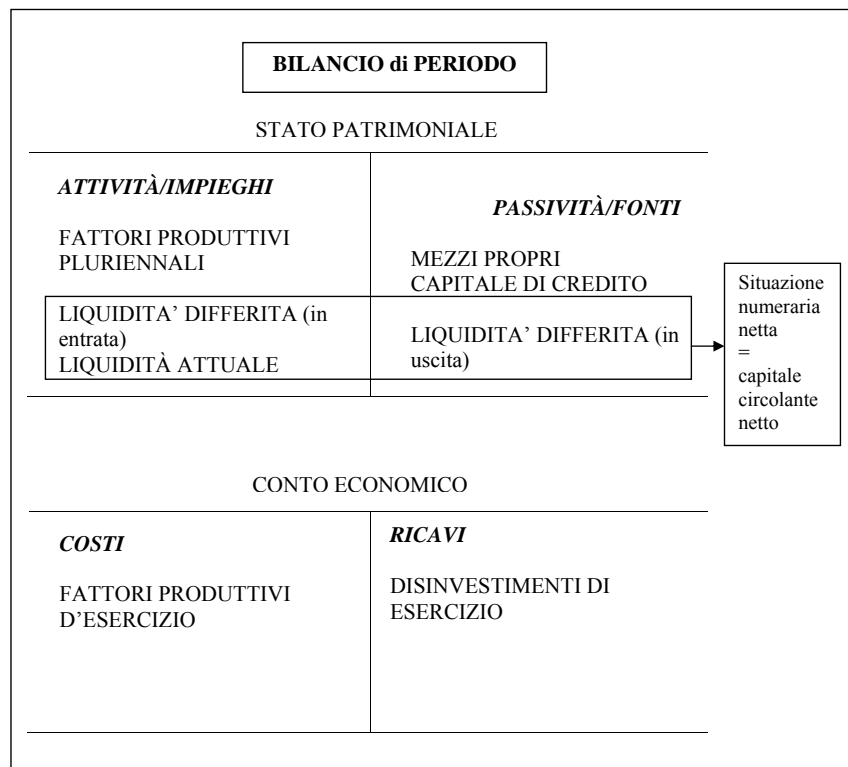 BILANCIO di PERIODO
STATO PATRIMONIALE
ATTIVITÀ/IMPIEGHI
FATTORI PRODUTTIVI
PLURIENNALI
LIQUIDITA’ DIFFERITA (in
entrata)
LIQUIDITÀ ATTUALE
PASSIVITÀ/FONTI
MEZZI PROPRI
CAPITALE DI CREDITO
LIQUIDITA’ DIFFERITA (in
uscita)
Situazione
numeraria
netta
=
capitale
circolante
netto
CONTO ECONOMICO
COSTI
FATTORI PRODUTTIVI
D’ESERCIZIO
RICAVI
DISINVESTIMENTI DI
ESERCIZIO